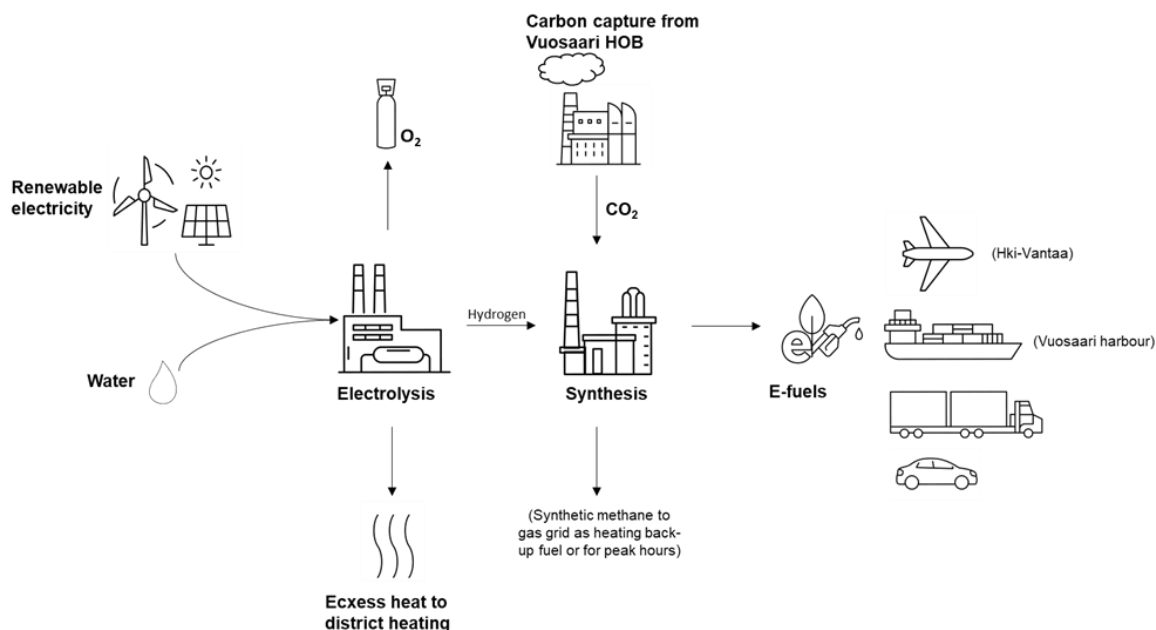 Carbon capture from
Vuosaari HOB
O₂
Renewable
electricity
CO₂
(Hki-Vantaa)
Hydrogen
(Vuosaari harbour)
Water
Electrolysis
Synthesis
e
E-fuels
(Synthetic methane to
gas grid as heating back-
up fuel or for peak hours)
Ecxess heat to
district heating